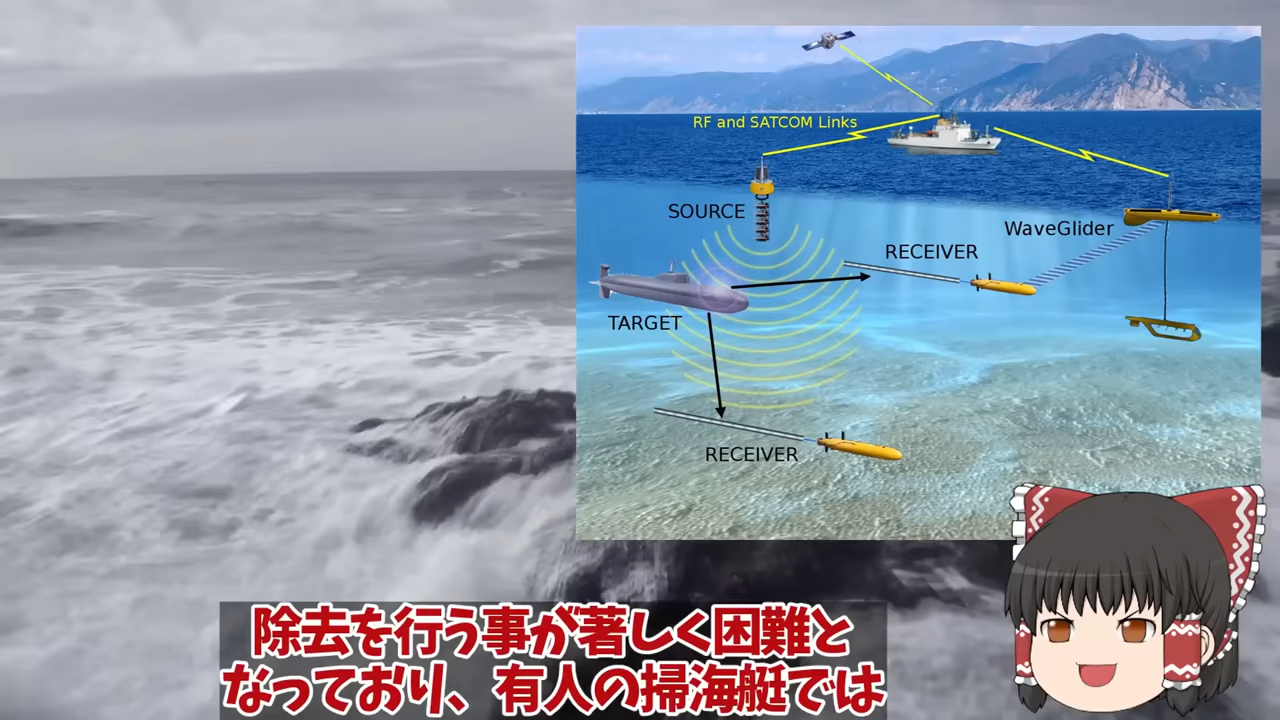 RF and SATCOM Links
SOURCE
WaveGlider
RECEIVER
TARGET
RECEIVER
除去を行う事が著しく困難と
なっており、有人の掃海艇では